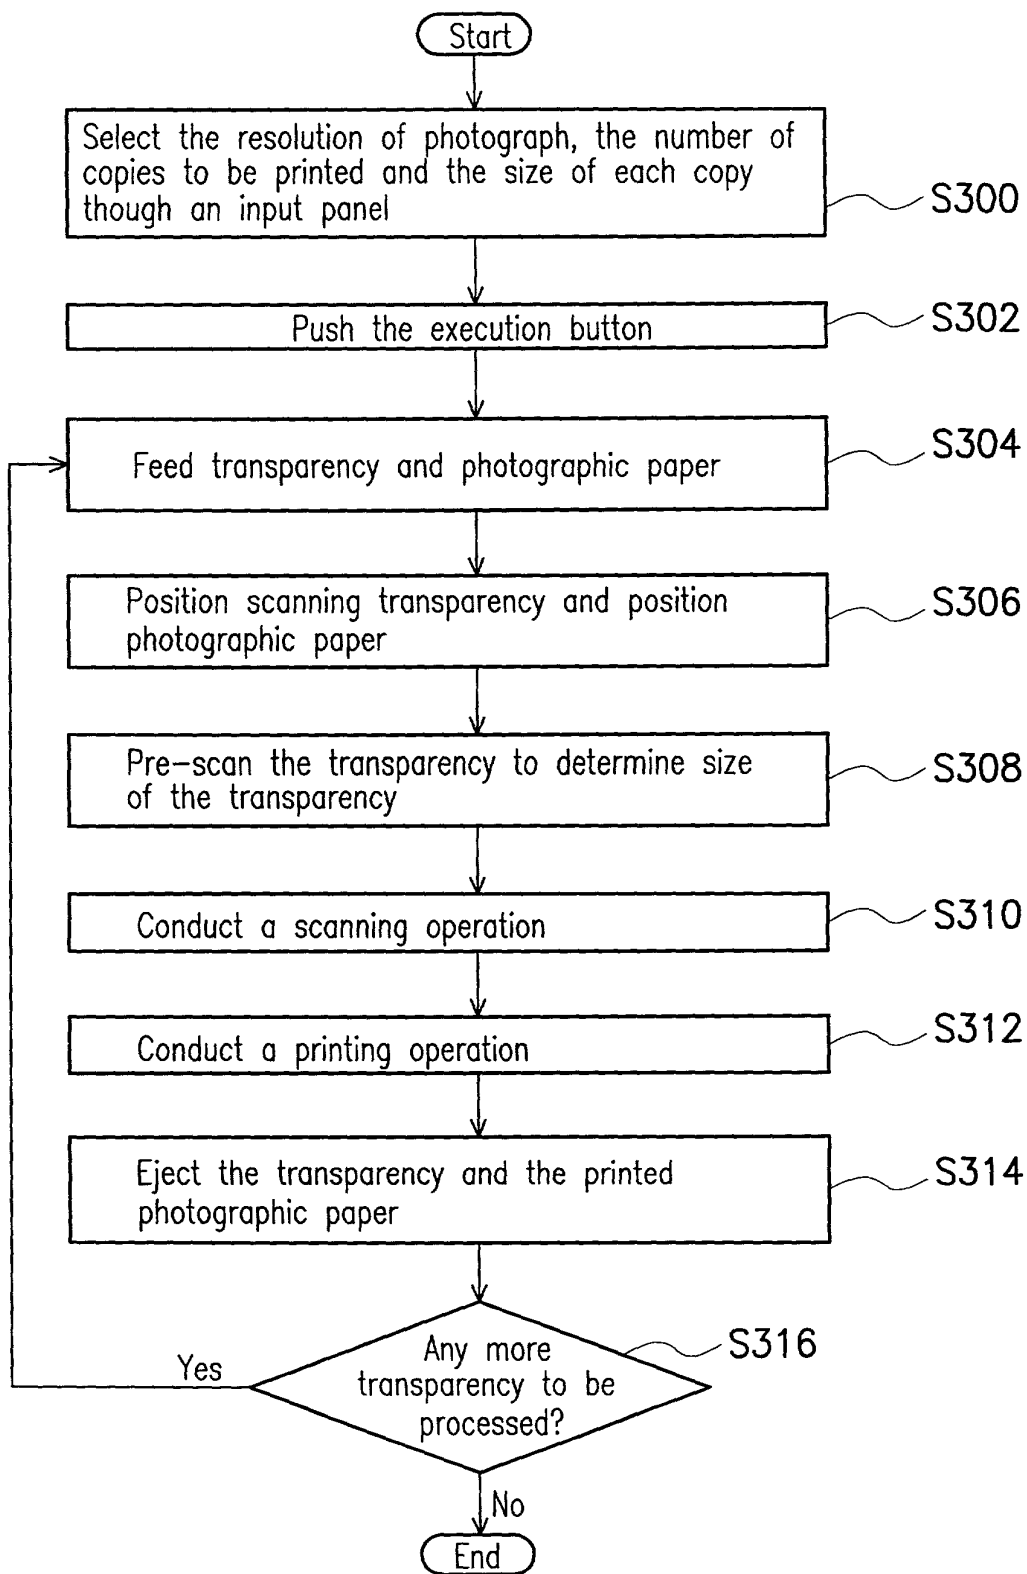 Start
Select the resolution of photograph, the number of
copies to be printed and the size of each copy
though an input panel
S300
Push the execution button
S302
Feed transparency and photographic paper
S304
Position scanning transparency and position
photographic paper
S306
Pre-scan the transparency to determine size
of the transparency
S308
Conduct a scanning operation
S310
Conduct a printing operation
S312
Eject the transparency and the printed
photographic paper
S314
Any more
transparency to be
processed?
S316
Yes
No
End